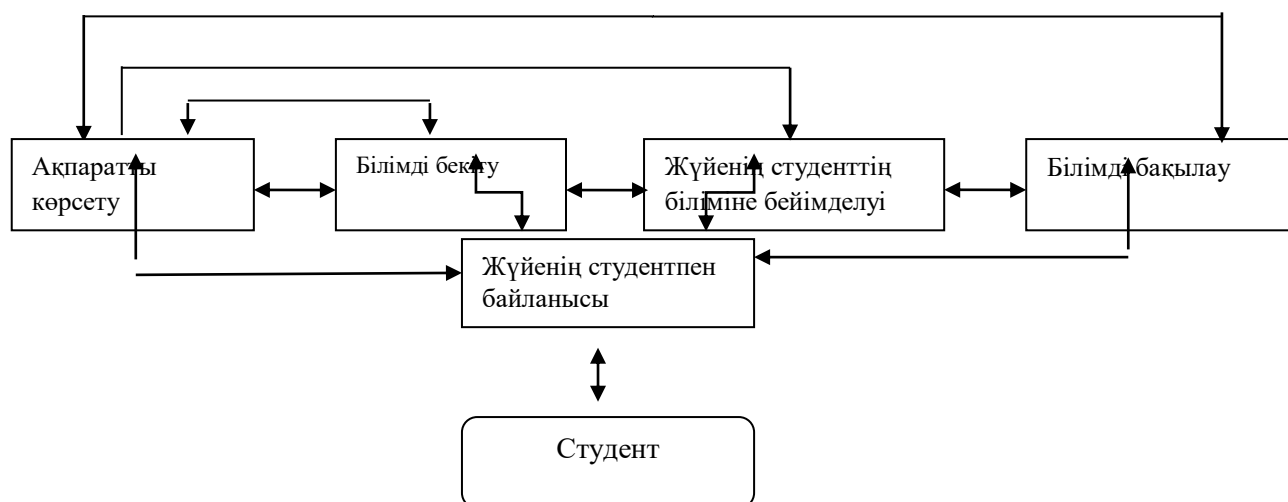 Ақпаратты
көрсету
Білімді бекіту
Жүйенің студенттің
біліміне бейімделуі
Білімді бақылау
Жүйенің студентпен
байланысы
Студент